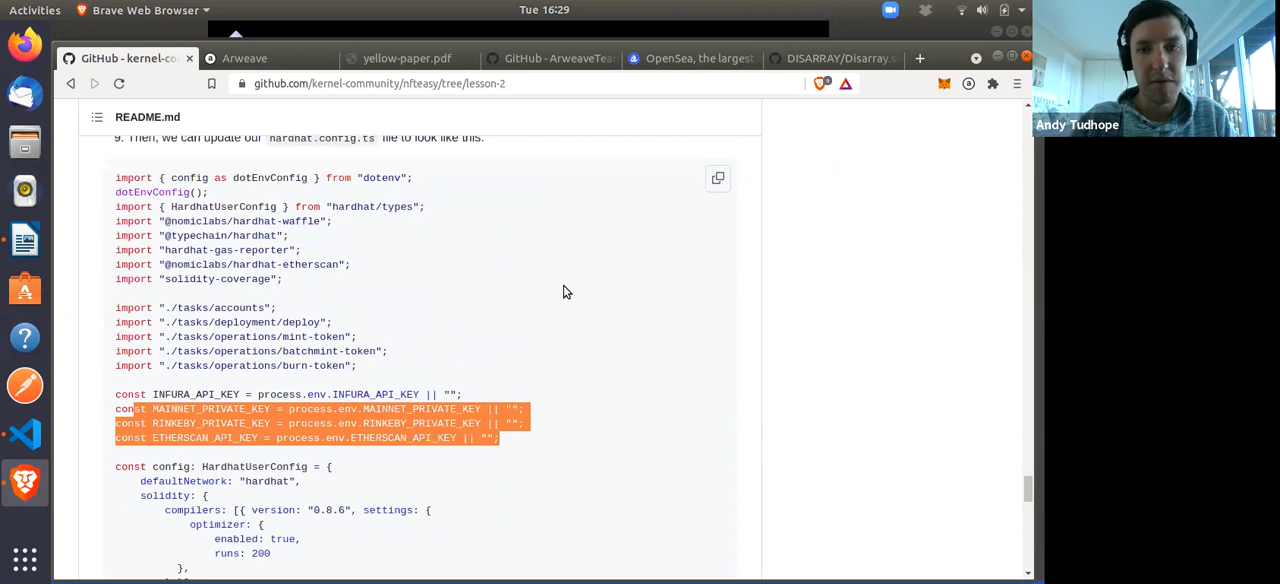 Activities
Brave Web Browser
Tue 16:29
GitHub - kernel-co
Arweave
yellow-paper.pdf
GitHub - ArweaveTea
OpenSea, the largest
DISARRAY/Disarray.s
github.com/kernel-community/nfteasy/tree/lesson-2
Andy Tudhope
README.md
9. Then, we can update our hardhat.config.ts file to look like this:
import { config as dotEnvConfig } from "dotenv";
dotEnvConfig();
import { HardhatUserConfig } from "hardhat/types";
import "@nomiclabs/hardhat-waffle";
import "@typechain/hardhat";
import "hardhat-gas-reporter";
import "@nomiclabs/hardhat-etherscan";
import "solidity-coverage";
import "./tasks/accounts";
import "./tasks/deployment/deploy";
import "./tasks/operations/mint-token";
import "./tasks/operations/batchmint-token";
import "./tasks/operations/burn-token";
const INFURA_API_KEY = process.env.INFURA_API_KEY || "";
const MAINNET_PRIVATE_KEY = process.env.MAINNET_PRIVATE_KEY || "";
const RINKEBY_PRIVATE_KEY = process.env.RINKEBY_PRIVATE_KEY || "";
const ETHERSCAN_API_KEY = process.env.ETHERSCAN_API_KEY || "";
const config: HardhatUserConfig = {
defaultNetwork: "hardhat",
solidity: {
compilers: [{ version: "0.8.6", settings: {
optimizer: {
enabled: true,
runs: 200
},